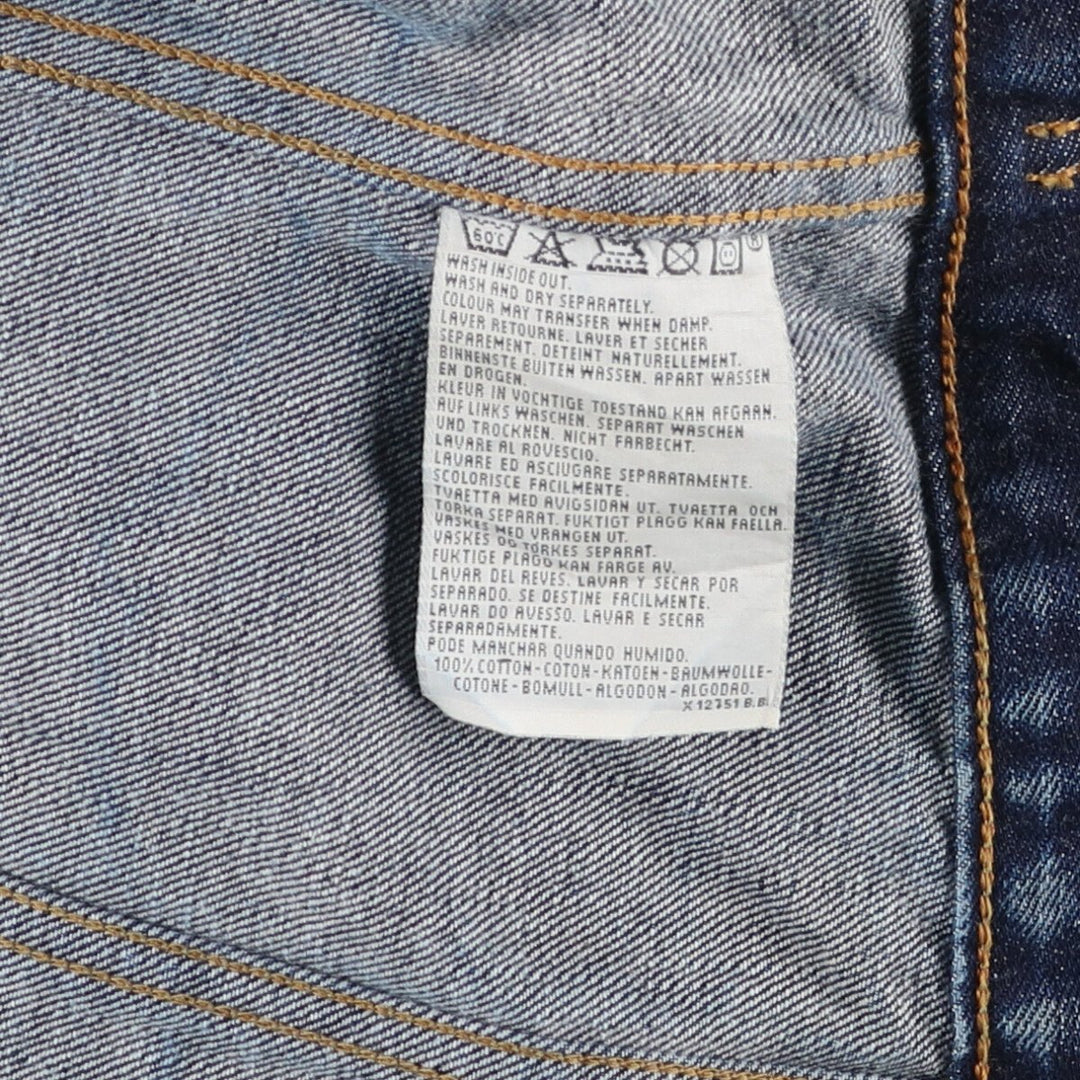 60°C ®
WASH INSIDE OUT.
WASH AND DRY SEPARATELY.
COLOUR MAY TRANSFER WHEN DAMP.
LAVER RETOURNE. LAVER ET SECHER
SEPAREMENT. DETEINT NATURELLEMENT.
BINNENSTE BUITEN WASSEN. APART WASSEN
EN DROGEN.
KLEUR IN VOCHTIGE TOESTAND KAN AFGAAN.
AUF LINKS WASCHEN. SEPARAT WASCHEN
UND TROCKNEN. NICHT FARBECHT.
LAVARE AL ROVESCIO.
LAVARE ED ASCIUGARE SEPARATAMENTE.
SCOLORISCE FACILMENTE.
TVAETTA MED AVIGSIDAN UT. TVAETTA OCH
TORKA SEPARAT. FUKTIGT PLAGG KAN FAELLA.
VASKES MED VRANGEN UT.
VASKES OG TORKES SEPARAT.
FUKTIGE PLAGG KAN FARGE AV.
LAVAR DEL REVES. LAVAR Y SECAR POR
SEPARADO. SE DESTINE FACILMENTE.
LAVAR DO AVESSO. LAVAR E SECAR
SEPARADAMENTE.
PODE MANCHAR QUANDO HUMIDO.
100% COTTON-COTON-KATOEN-BAUMWOLLE-
COTONE-BOMULL-ALGODON-ALGODAO.
X 12751 B.B.